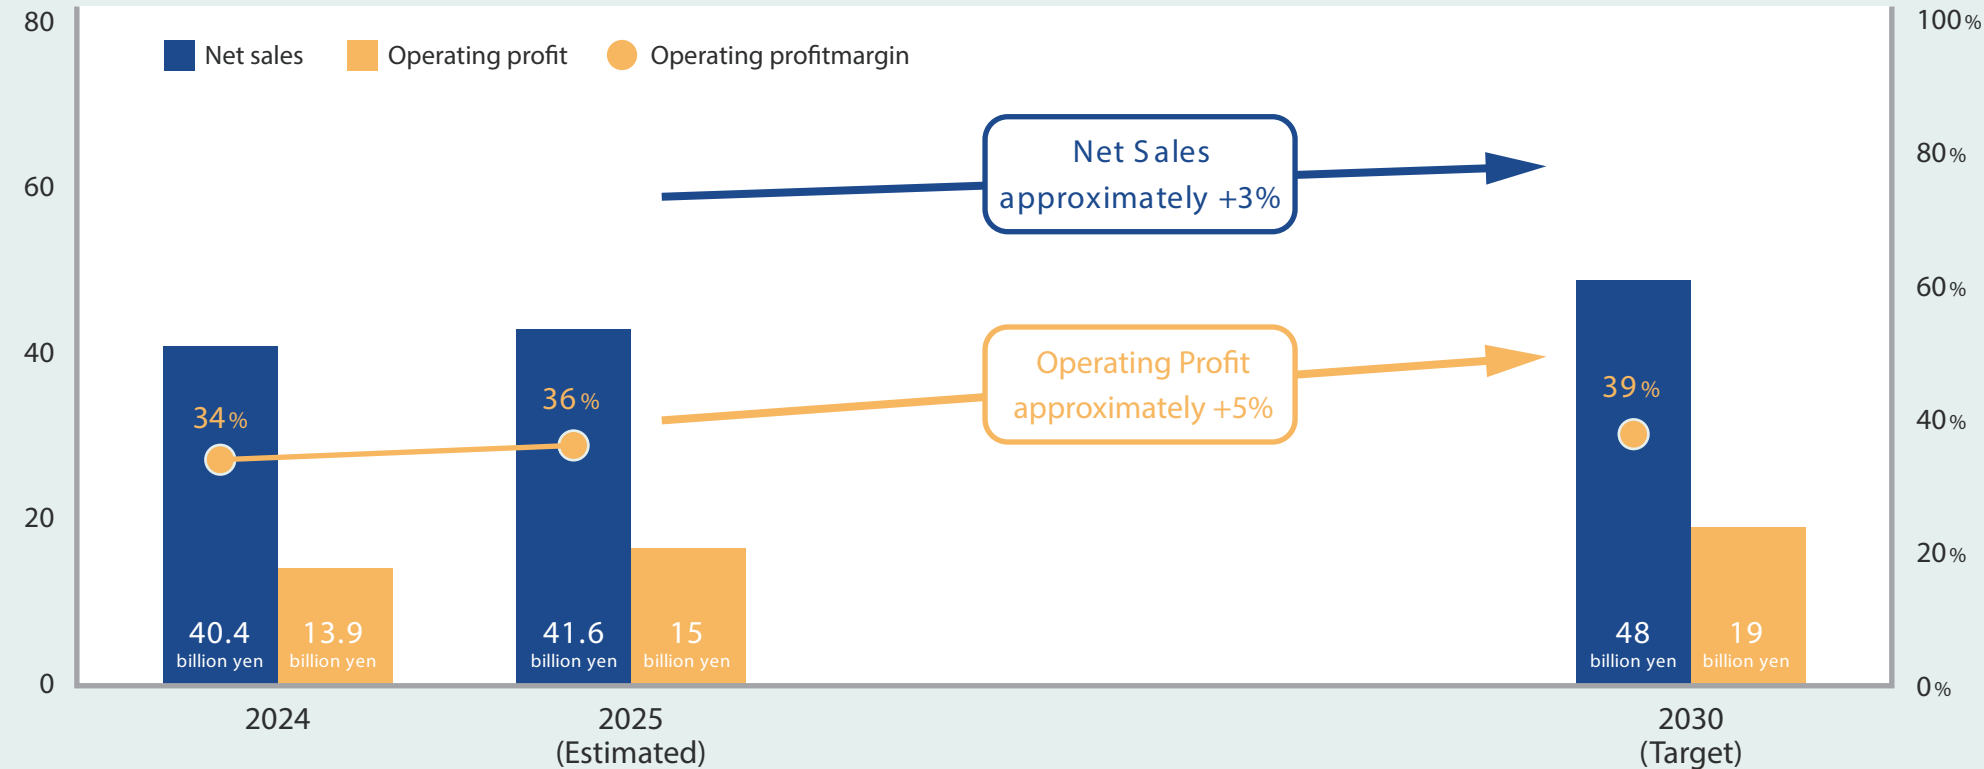 80
60
40
20
0
Net sales
Operating profit
Operating profitmargin
100%
80%
60%
40%
20%
0%
Net Sales
approximately +3%
Operating Profit
approximately +5%
34%
36%
39%
40.4
billion yen
13.9
billion yen
41.6
billion yen
15
billion yen
48
billion yen
19
billion yen
2024
2025
(Estimated)
2030
(Target)